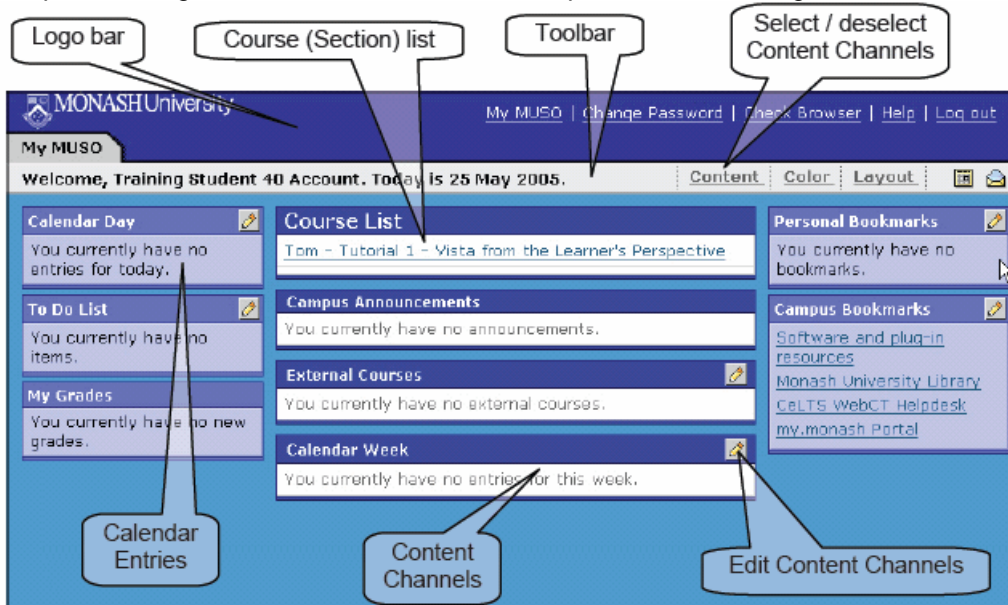 Logo bar
Course (Section) list
Toolbar
Select / deselect
Content Channels
MONASH University
My MUSO | Change Password | Check Browser | Help | Log out
My MUSO
Welcome, Training Student 40 Account. Today is 25 May 2005.
Content Color Layout
Calendar Day
You currently have no
entries for today.
To Do List
You currently have no
items.
My Grades
You currently have no new
grades.
Course List
Tom - Tutorial 1 - Vista from the Learner's Perspective
Campus Announcements
You currently have no announcements.
External Courses
You currently have no external courses.
Calendar Week
You currently have no entries for this week.
Personal Bookmarks
You currently have no
bookmarks.
Campus Bookmarks
Software and plug-in
resources
Monash University Library
CeLTS WebCT Helpdesk
my.monash Portal
Calendar
Entries
Content
Channels
Edit Content Channels